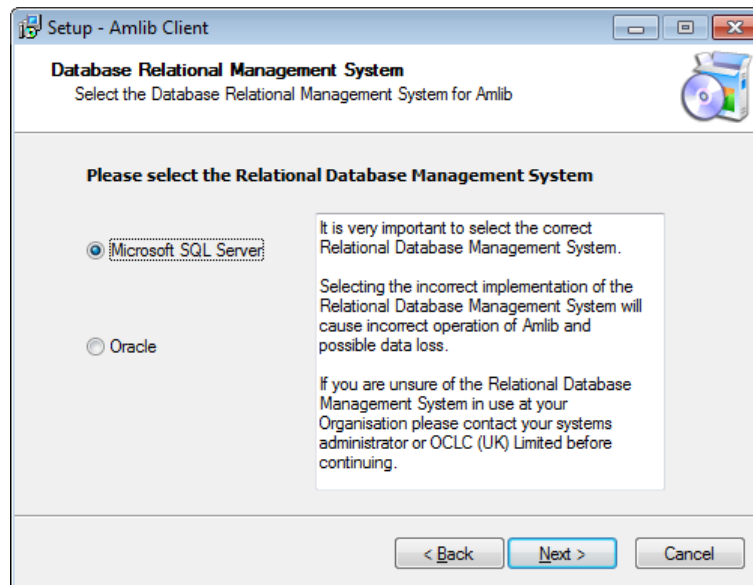 Setup - Amlib Client
Database Relational Management System
Select the Database Relational Management System for Amlib
Please select the Relational Database Management System
Microsoft SQL Server
Oracle
It is very important to select the correct
Relational Database Management System.
Selecting the incorrect implementation of the
Relational Database Management System will
cause incorrect operation of Amlib and
possible data loss.
If you are unsure of the Relational Database
Management System in use at your
Organisation please contact your systems
administrator or OCLC (UK) Limited before
continuing.
< Back
Next >
Cancel